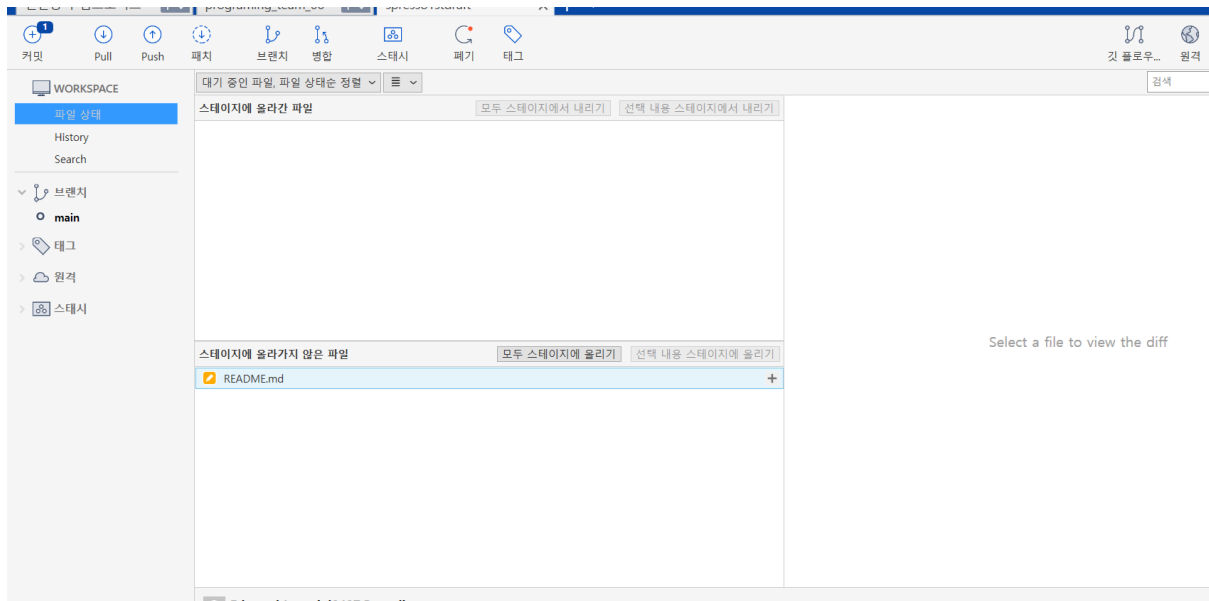 1
커밋 Pull Push 패치 브랜치 병합 스태시 폐기 태그 깃 플로우... 원격
WORKSPACE
대기 중인 파일, 파일 상태순 정렬
검색
파일 상태
스테이지에 올라간 파일 모두 스테이지에서 내리기 선택 내용 스테이지에서 내리기
History
Search
브랜치
main
태그
원격
스태시
Select a file to view the diff
스테이지에 올라가지 않은 파일 모두 스테이지에 올리기 선택 내용 스테이지에 올리기
README.md